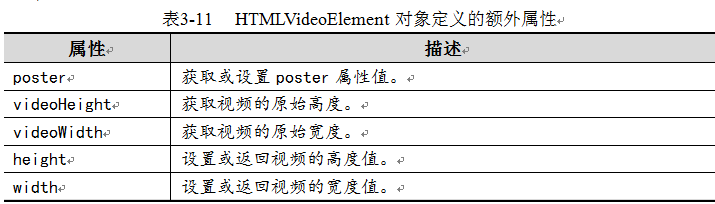 表3-11 HTMLVideoElement 对象定义的额外属性
属性 描述
poster 获取或设置 poster 属性值。
videoHeight 获取视频的原始高度。
videoWidth 获取视频的原始宽度。
height 设置或返回视频的高度值。
width 设置或返回视频的宽度值。